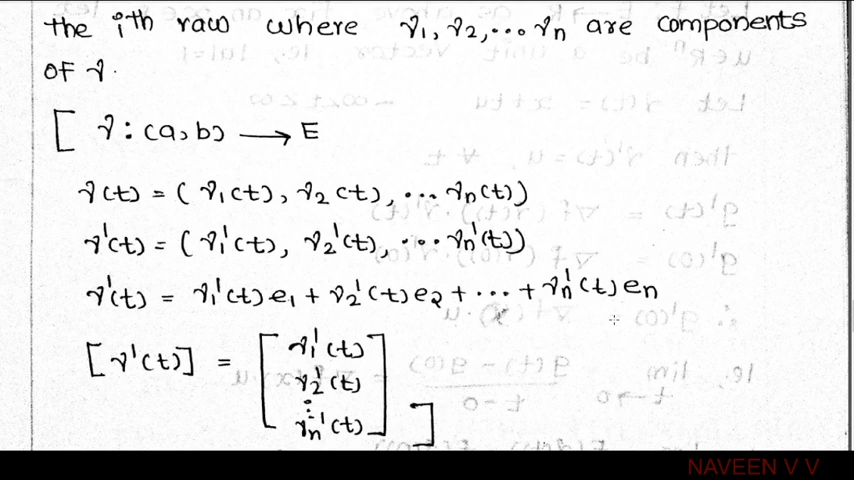 the iᵗʰ raw where γ₁, γ₂, ... γₙ are components
of γ.
[ γ : (a, b) ⟶ E
γ(t) = ( γ₁(t), γ₂(t), ... γₙ(t))
γ'(t) = ( γ₁'(t), γ₂'(t), ... γₙ'(t))
γ'(t) = γ₁'(t) e₁ + γ₂'(t) e₂ + ... + γₙ'(t) eₙ
[γ'(t)] = [ γ₁'(t)
γ₂'(t)
⋮
γₙ'(t) ] ]
NAVEEN V V